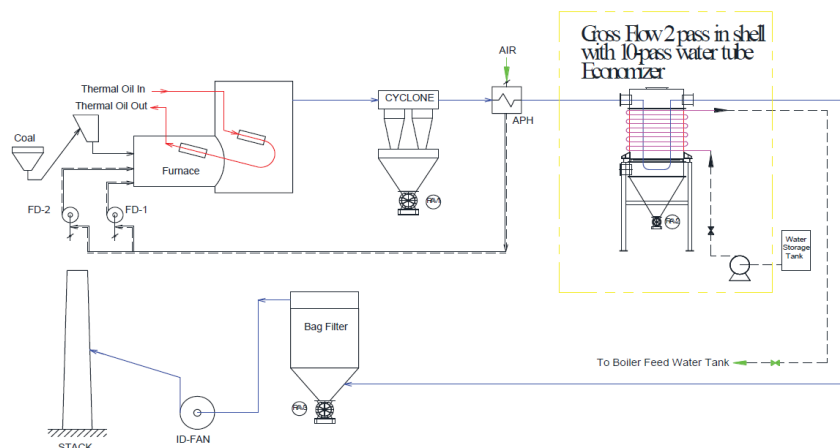 Gross Flow 2 pass in shell
with 10-pass water tube
Economizer
AIR
Thermal Oil In
Thermal Oil Out
CYCLONE
APH
Coal
Furnace
FD-2
FD-1
Water
Storage
Tank
Bag Filter
To Boiler Feed Water Tank
ID-FAN
STACK